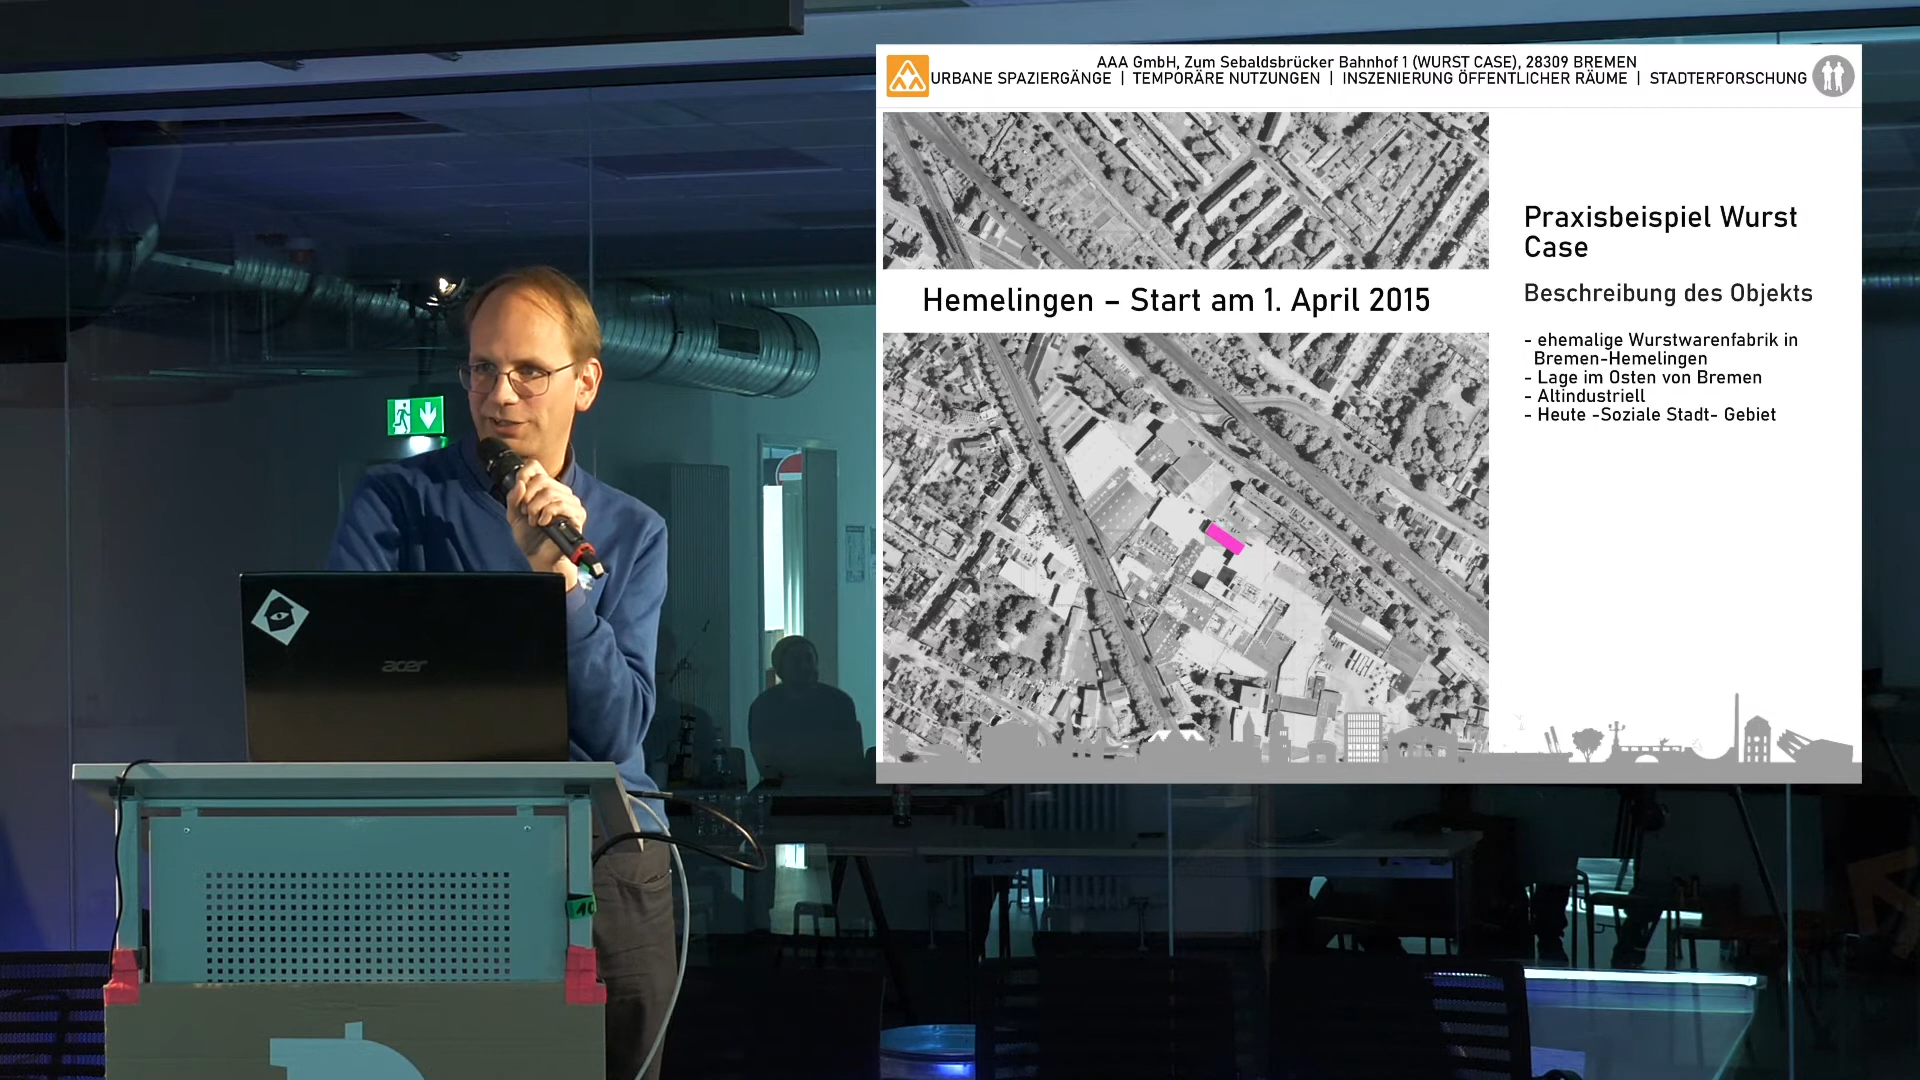 AAA GmbH, Zum Sebaldsbrücker Bahnhof 1 (WURST CASE), 28309 BREMEN
URBANE SPAZIERGÄNGE | TEMPORÄRE NUTZUNGEN | INSZENIERUNG ÖFFENTLICHER RÄUME | STADTERFORSCHUNG
Hemelingen – Start am 1. April 2015
Praxisbeispiel Wurst
Case
Beschreibung des Objekts
- ehemalige Wurstwarenfabrik in
Bremen-Hemelingen
- Lage im Osten von Bremen
- Altindustriell
- Heute -Soziale Stadt- Gebiet
acer